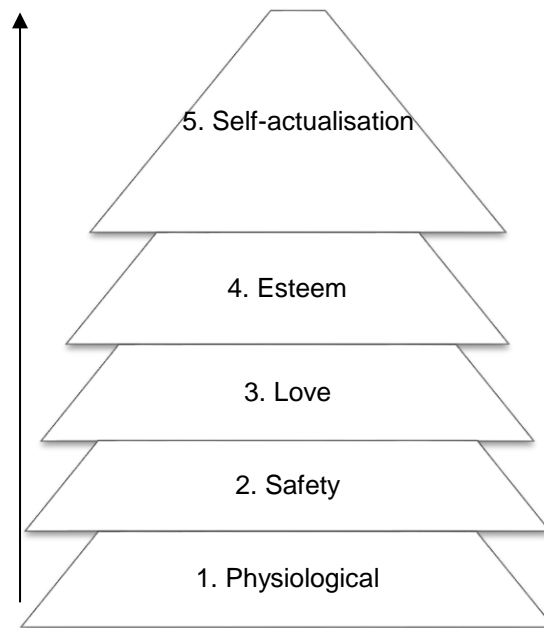 5. Self-actualisation
4. Esteem
3. Love
2. Safety
1. Physiological